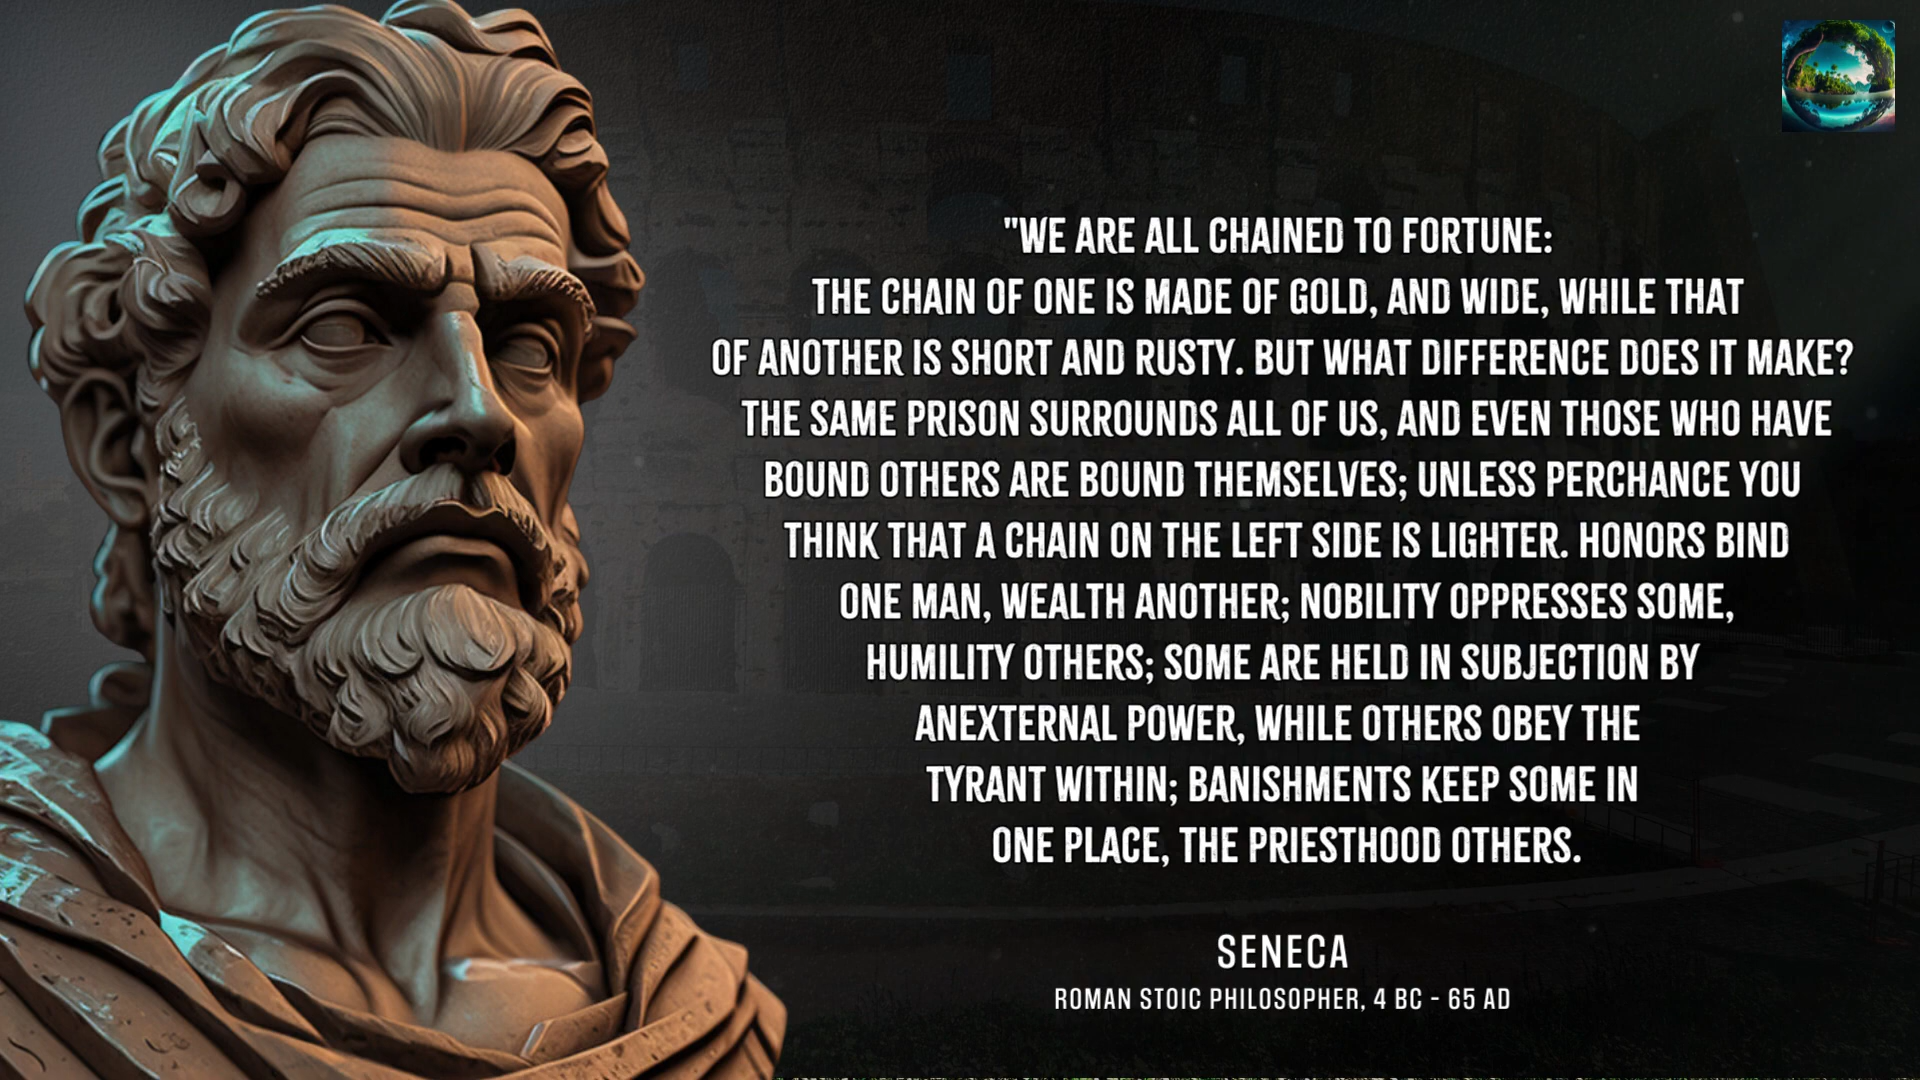 "WE ARE ALL CHAINED TO FORTUNE:
THE CHAIN OF ONE IS MADE OF GOLD, AND WIDE, WHILE THAT
OF ANOTHER IS SHORT AND RUSTY. BUT WHAT DIFFERENCE DOES IT MAKE?
THE SAME PRISON SURROUNDS ALL OF US, AND EVEN THOSE WHO HAVE
BOUND OTHERS ARE BOUND THEMSELVES; UNLESS PERCHANCE YOU
THINK THAT A CHAIN ON THE LEFT SIDE IS LIGHTER. HONORS BIND
ONE MAN, WEALTH ANOTHER; NOBILITY OPPRESSES SOME,
HUMILITY OTHERS; SOME ARE HELD IN SUBJECTION BY
ANEXTERNAL POWER, WHILE OTHERS OBEY THE
TYRANT WITHIN; BANISHMENTS KEEP SOME IN
ONE PLACE, THE PRIESTHOOD OTHERS.
SENECA
ROMAN STOIC PHILOSOPHER, 4 BC - 65 AD